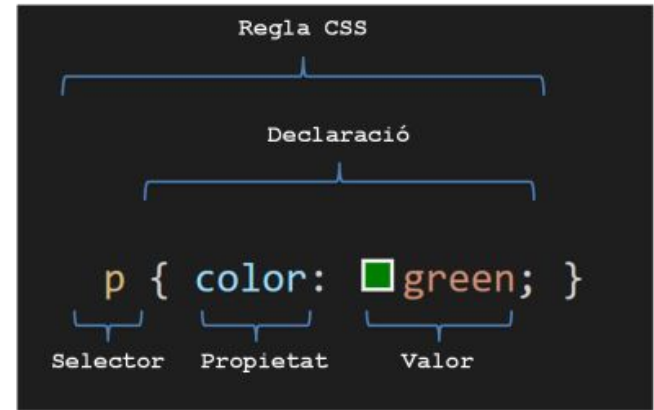 Regla CSS
Declaració
p { color: green; }
Selector Propietat Valor